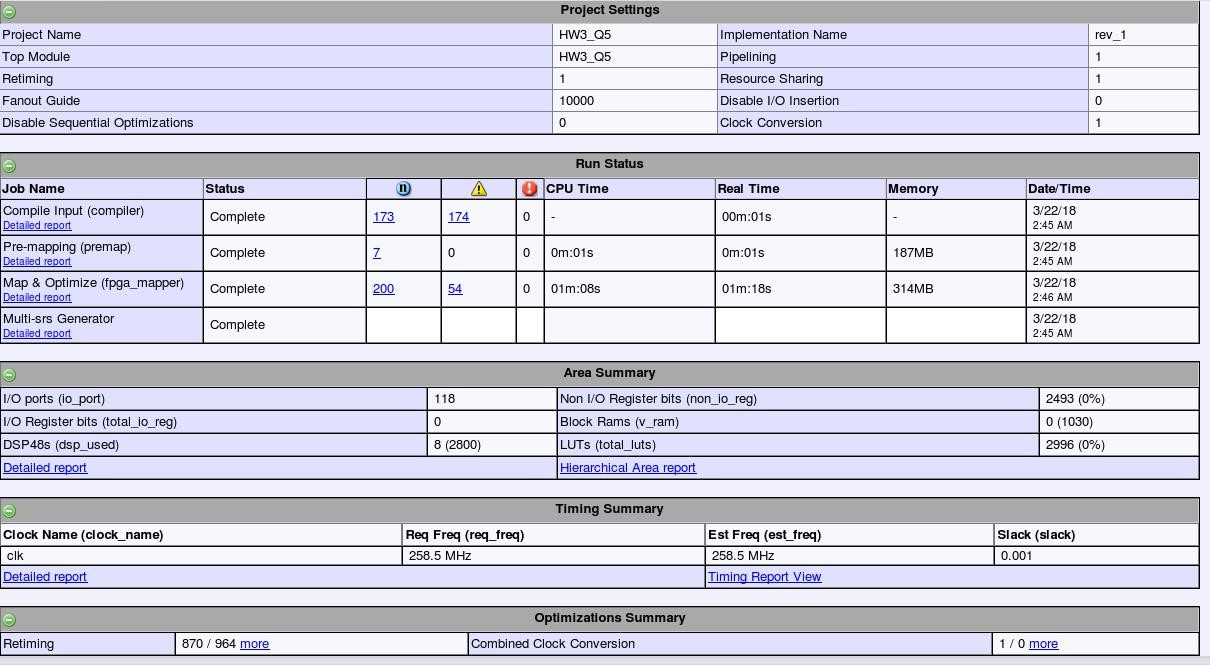 Project Settings
Project Name HW3_Q5 Implementation Name rev_1
Top Module HW3_Q5 Pipelining 1
Retiming 1 Resource Sharing 1
Fanout Guide 10000 Disable I/O Insertion 0
Disable Sequential Optimizations 0 Clock Conversion 1
Run Status
Job Name Status n ! ! CPU Time Real Time Memory Date/Time
Compile Input (compiler) Complete 173 174 0 - 00m:01s - 3/22/18
Detailed report 2:45 AM
Pre-mapping (premap) Complete 7 0 0 0m:01s 0m:01s 187MB 3/22/18
Detailed report 2:45 AM
Map & Optimize (fpga_mapper) Complete 200 54 0 01m:08s 01m:18s 314MB 3/22/18
Detailed report 2:46 AM
Multi-srs Generator Complete 3/22/18
Detailed report 2:45 AM
Area Summary
I/O ports (io_port) 118 Non I/O Register bits (non_io_reg) 2493 (0%)
I/O Register bits (total_io_reg) 0 Block Rams (v_ram) 0 (1030)
DSP48s (dsp_used) 8 (2800) LUTs (total_luts) 2996 (0%)
Detailed report Hierarchical Area report
Timing Summary
Clock Name (clock_name) Req Freq (req_freq) Est Freq (est_freq) Slack (slack)
clk 258.5 MHz 258.5 MHz 0.001
Detailed report Timing Report View
Optimizations Summary
Retiming 870 / 964 more Combined Clock Conversion 1 / 0 more